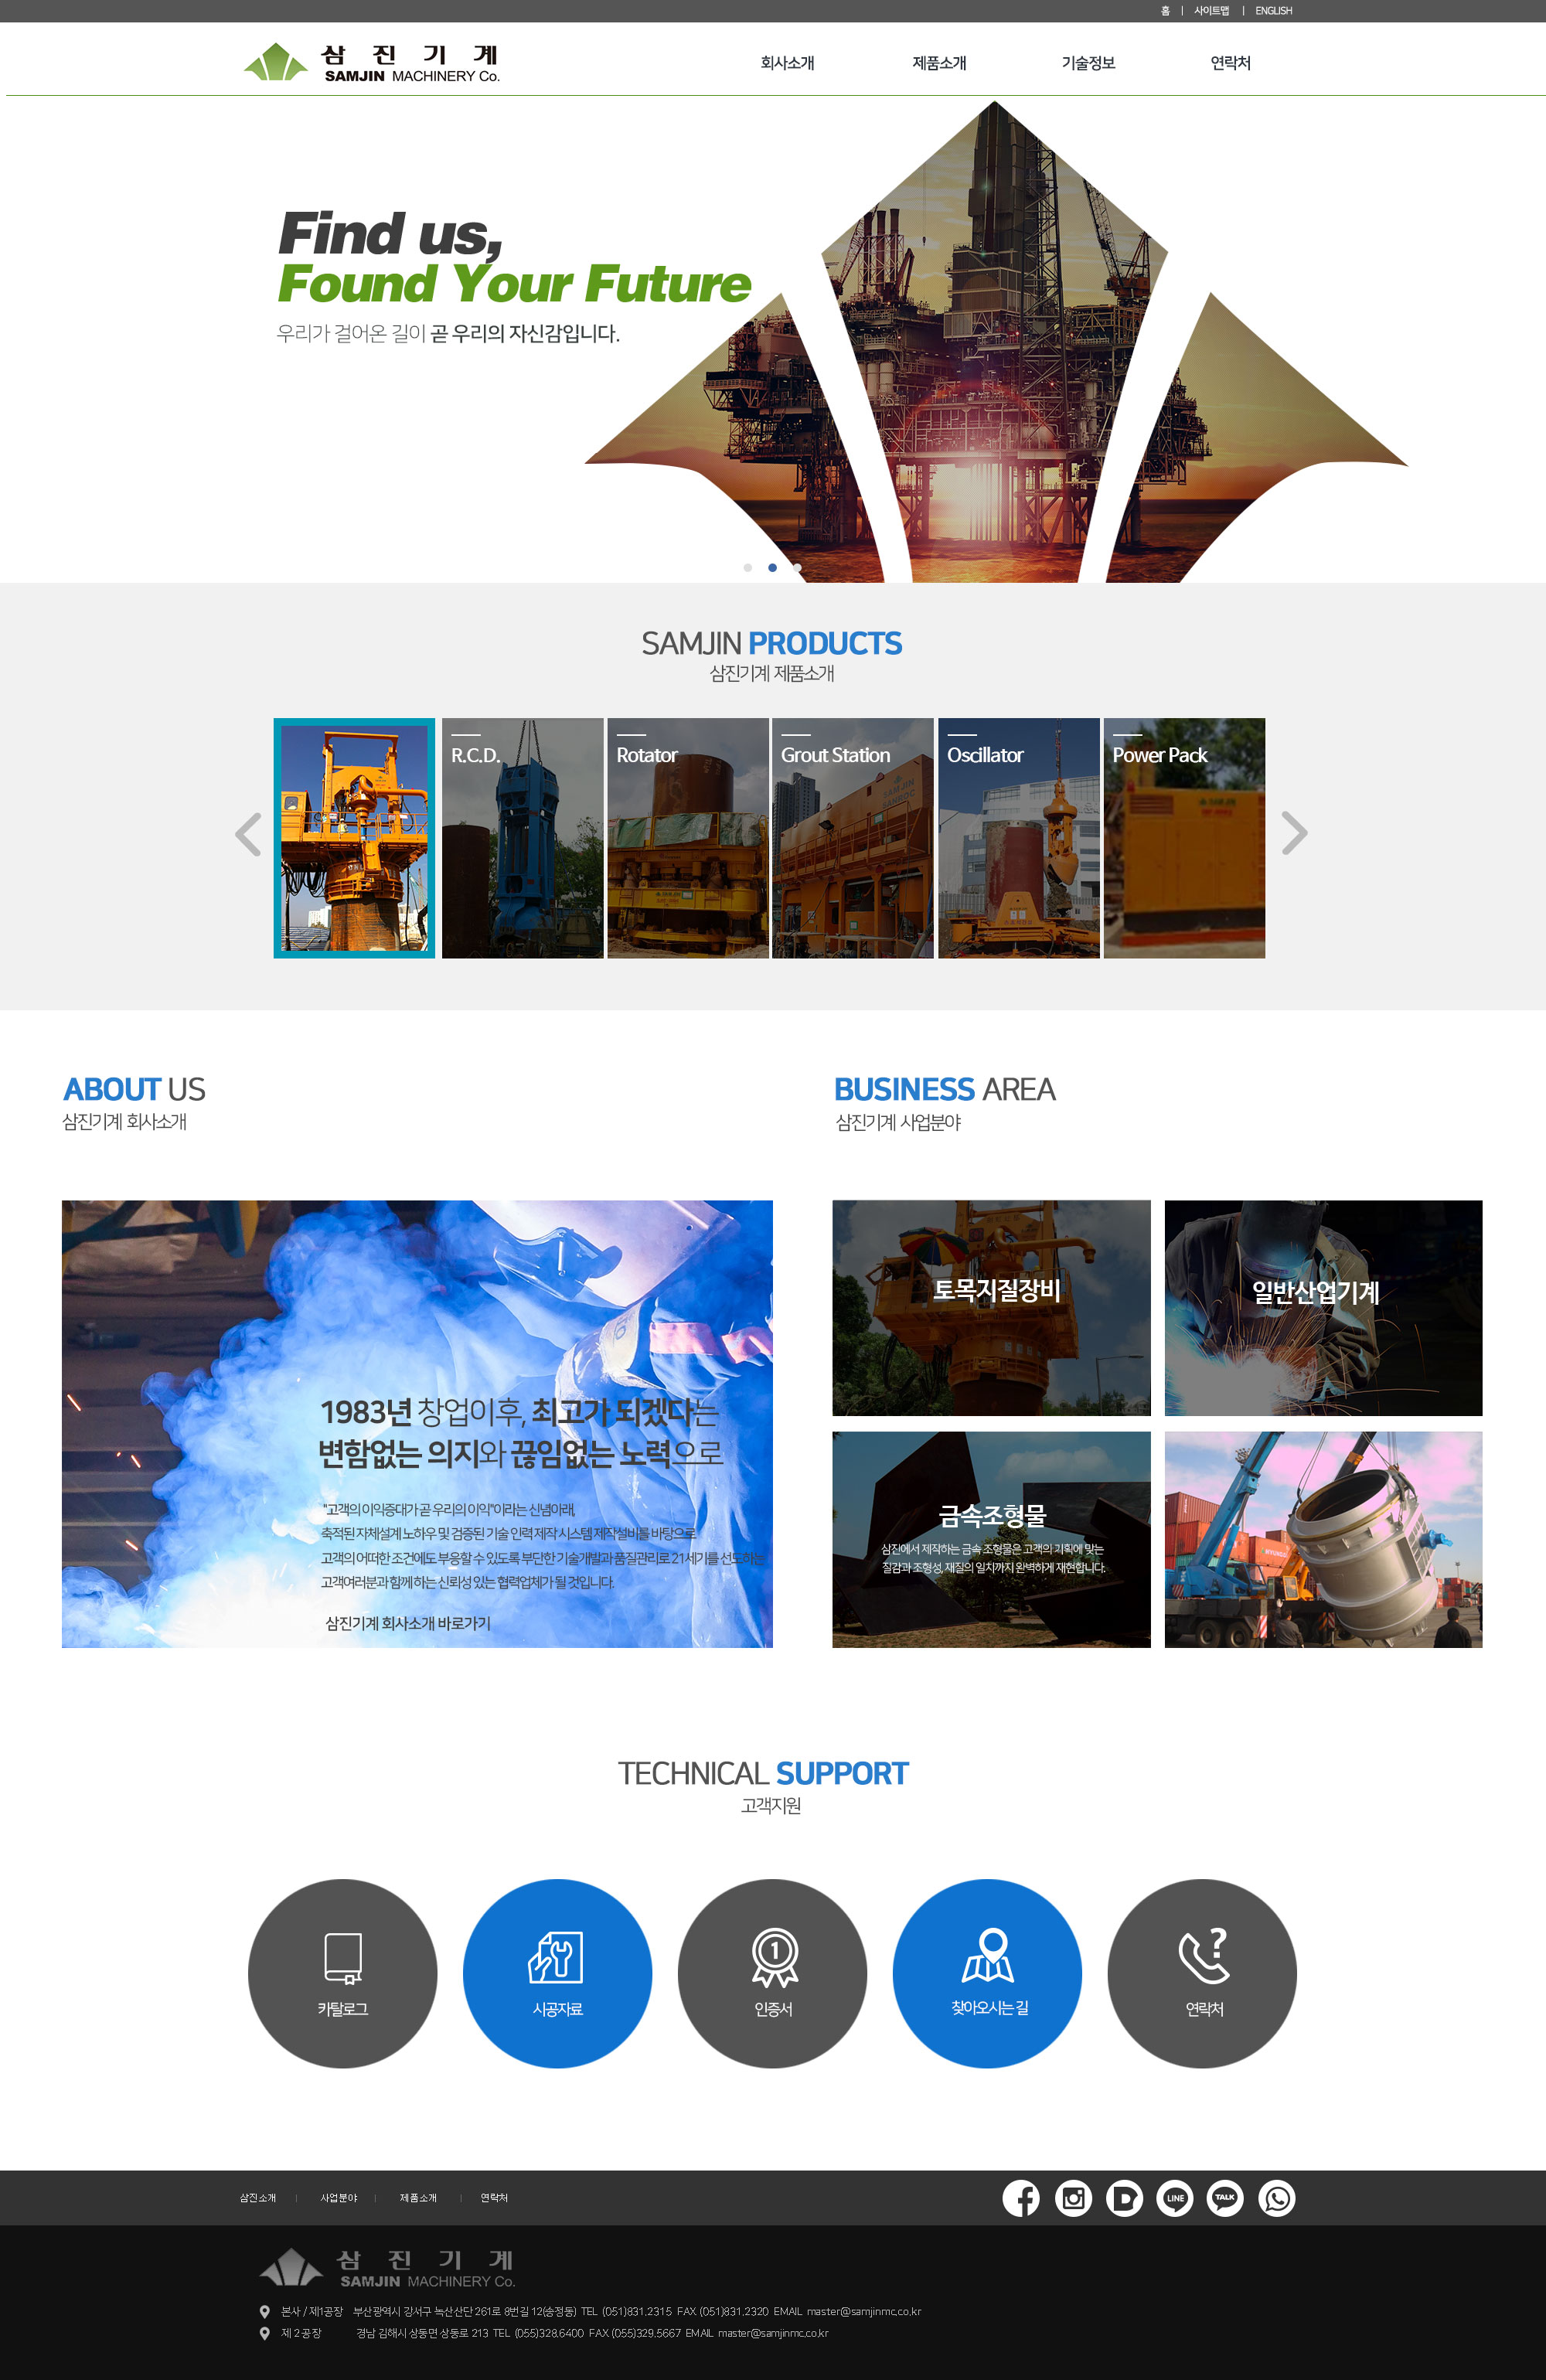 홈 | 사이트맵 | ENGLISH
삼 진 기 계
SAMJIN MACHINERY Co.
회사소개 제품소개 기술정보 연락처
Find us,
Found Your Future
우리가 걸어온 길이 곧 우리의 자신감입니다.
SAMJIN PRODUCTS
삼진기계 제품소개
R.C.D. Rotator Grout Station Oscillator Power Pack
ABOUT US
삼진기계 회사소개
1983년 창업이후, 최고가 되겠다는
변함없는 의지와 끊임없는 노력으로
"고객의 이익증대가 곧 우리의 이익"이라는 신념아래,
축적된 자체설계 노하우 및 검증된 기술 인력 제작 시스템 제작설비를 바탕으로
고객의 어떠한 조건에도 부응할 수 있도록 부단한 기술개발과 품질관리로 21세기를 선도하는
고객여러분과 함께 하는 신뢰성 있는 협력업체가 될 것입니다.
삼진기계 회사소개 바로가기
BUSINESS AREA
삼진기계 사업분야
토목지질장비
일반산업기계
금속조형물
삼진에서 제작하는 금속 조형물은 고객의 기획에 맞는
질감과 조형성, 재질의 일치까지 완벽하게 재현합니다.
TECHNICAL SUPPORT
고객지원
카탈로그 시공자료 인증서 찾아오시는 길 연락처
삼진소개 | 사업분야 | 제품소개 | 연락처
LINE TALK
삼 진 기 계
SAMJIN MACHINERY Co.
본사 / 제1공장 부산광역시 강서구 녹산산단 261로 8번길 12(송정동) TEL (051)831.2315 FAX (051)831.2320 EMAIL master@samjinmc.co.kr
제 2 공장 경남 김해시 상동면 상동로 213 TEL (055)328.6400 FAX (055)329.5667 EMAIL master@samjinmc.co.kr